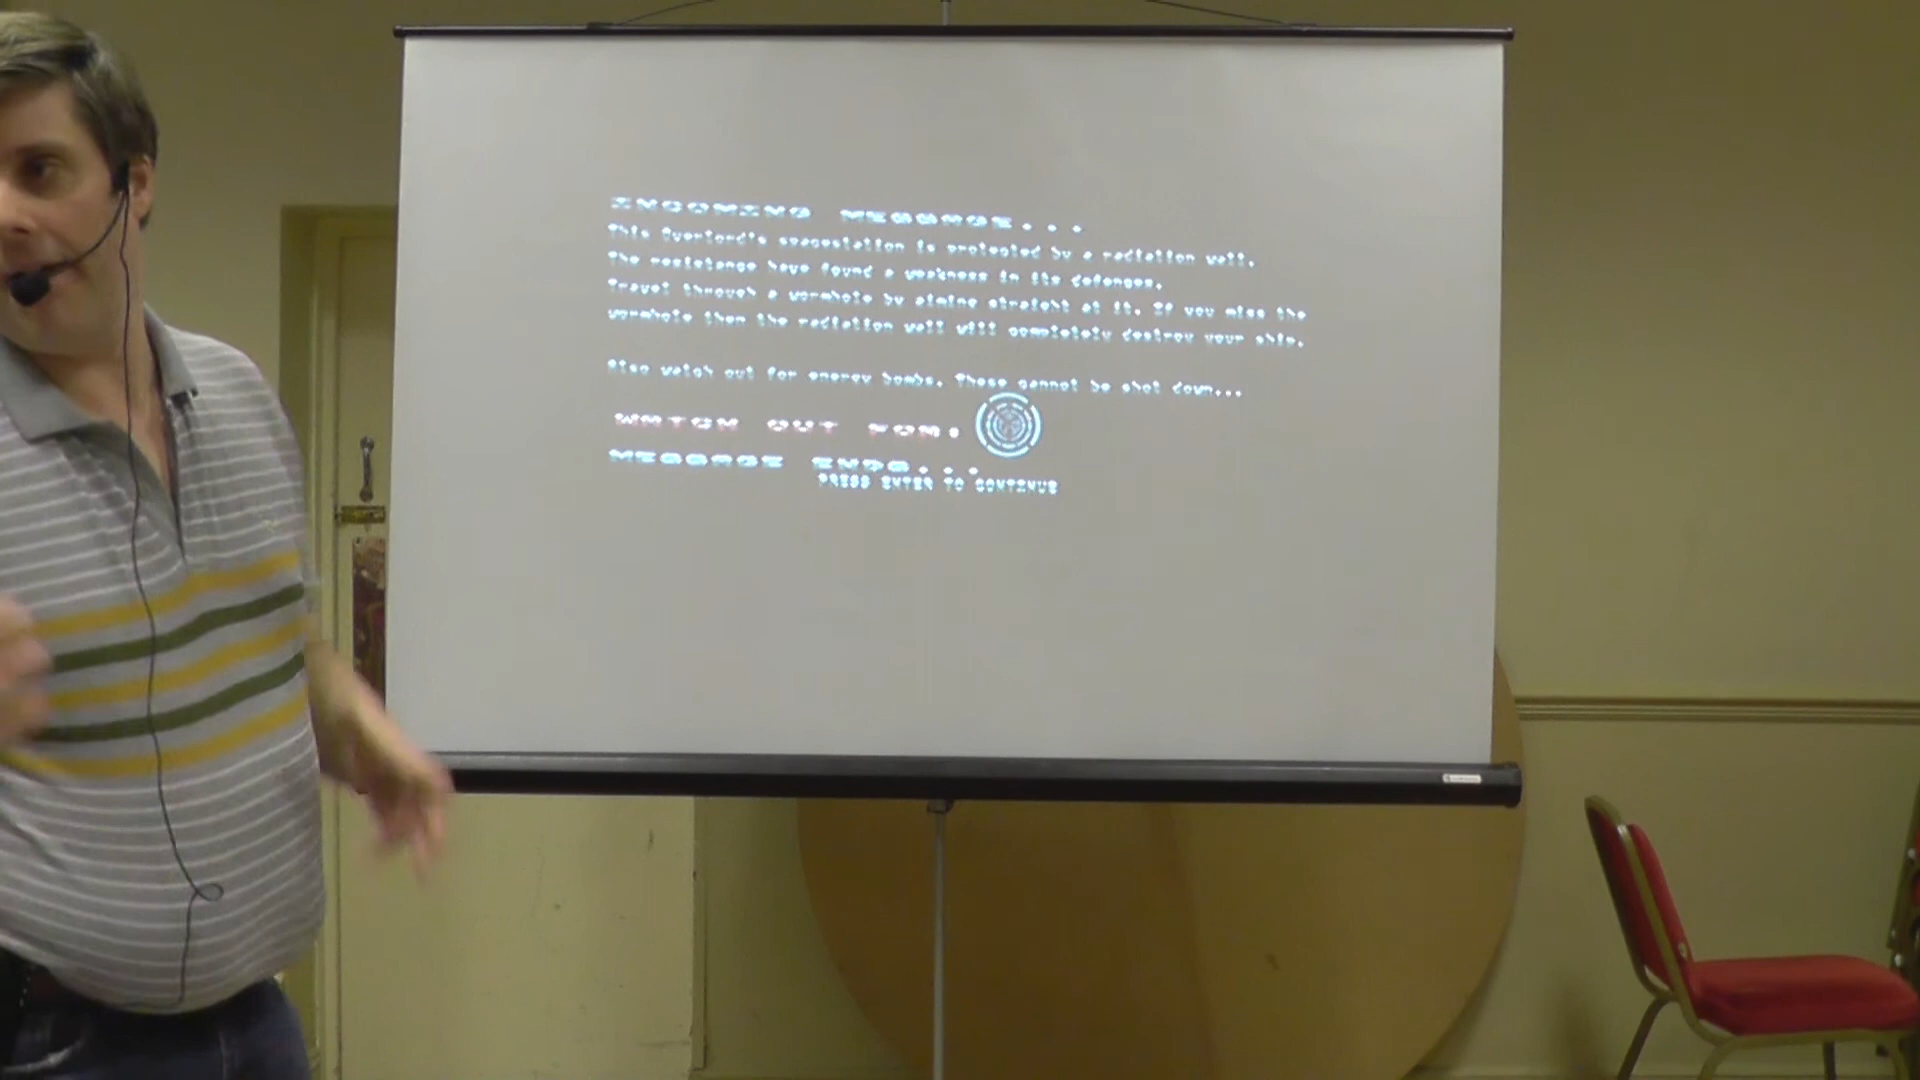 INCOMING MESSAGE...
This Overlord's spacestation is protected by a radiation wall.
The resistance have found a weakness in its defences.
Travel through a wormhole by aiming straight at it. If you miss the
wormhole then the radiation wall will completely destroy your ship.
Also watch out for energy bombs. These cannot be shot down...
WATCH OUT FOR:
MESSAGE ENDS...
PRESS ENTER TO CONTINUE